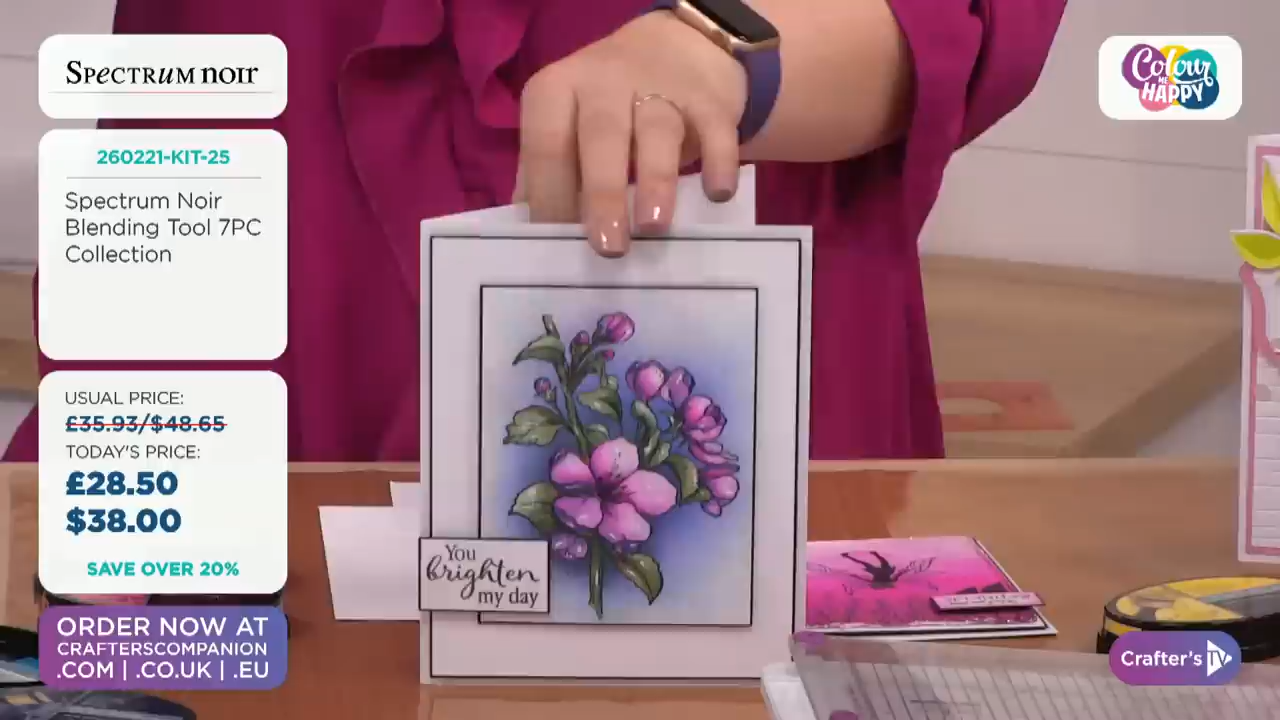 SPECTRUM NOIR
260221-KIT-25
Spectrum Noir
Blending Tool 7PC
Collection
USUAL PRICE:
£35.93/$48.65
TODAY'S PRICE:
£28.50
$38.00
SAVE OVER 20%
ORDER NOW AT
CRAFTERSCOMPANION
.COM | .CO.UK | .EU
You
brighten
my day
Colour
ME
HAPPY
Crafter's TV